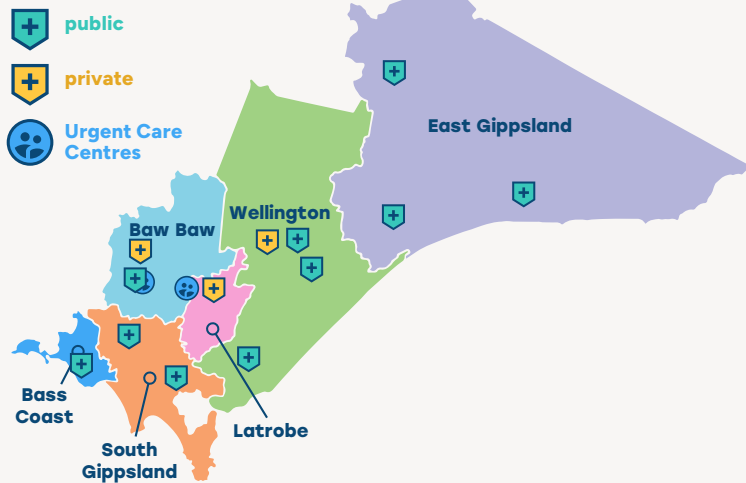 public
private
Urgent Care
Centres
East Gippsland
Wellington
Baw Baw
Bass
Coast
Latrobe
South
Gippsland